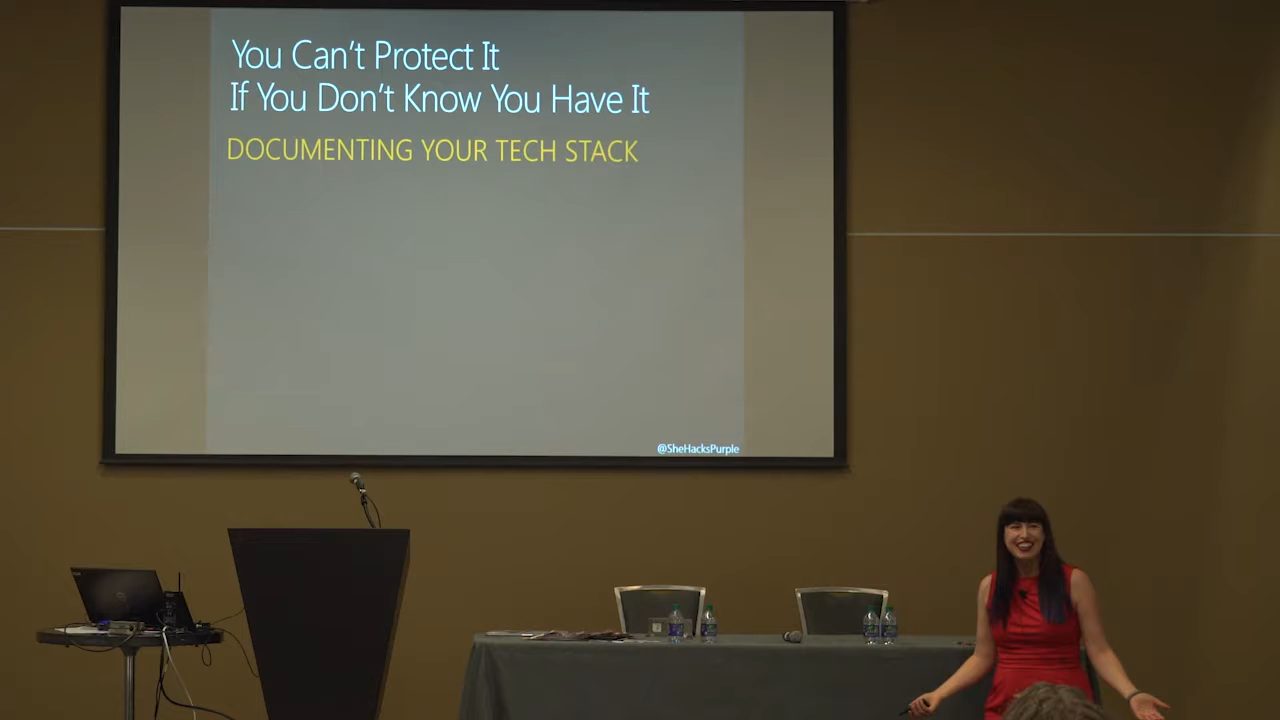 You Can't Protect It
If You Don't Know You Have It
DOCUMENTING YOUR TECH STACK
@SheHacksPurple